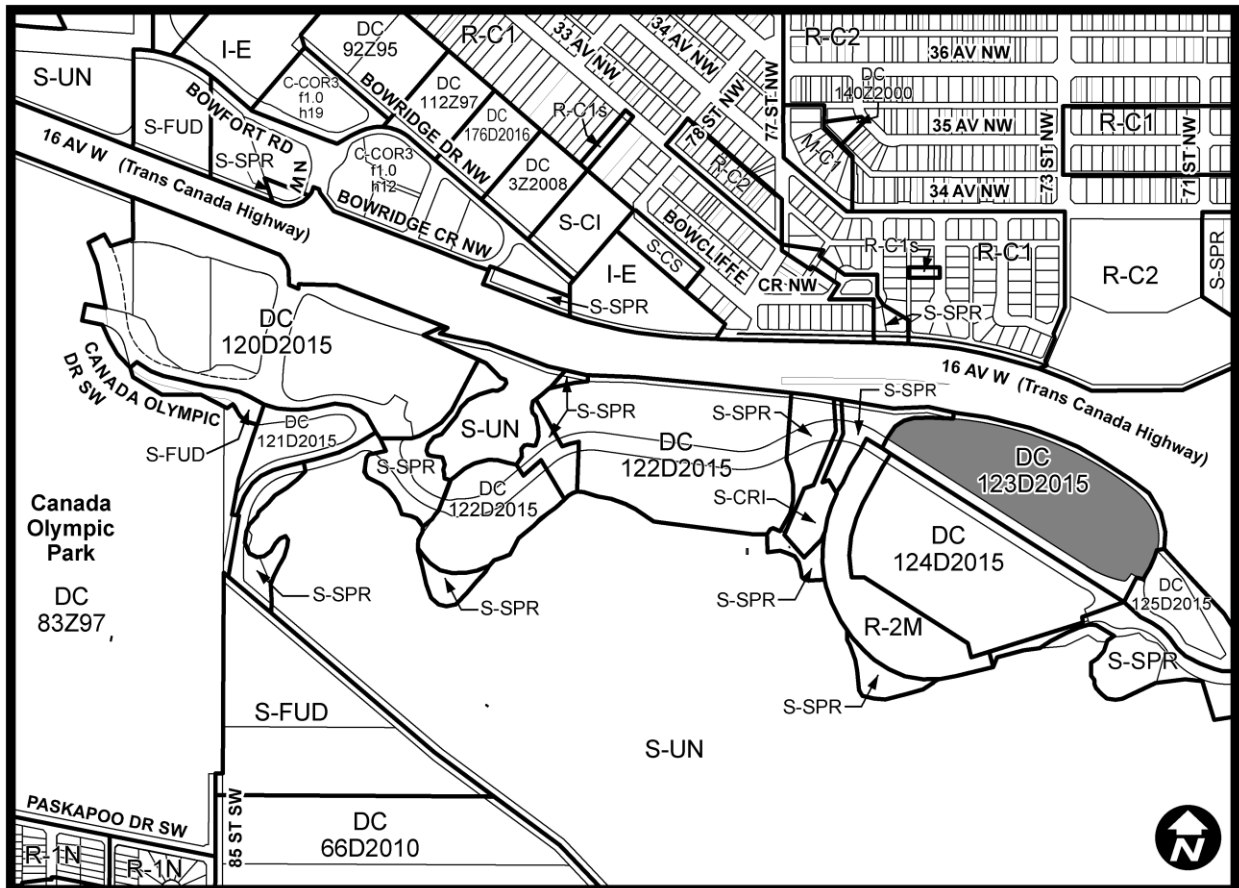 S-UN
I-E
DC
92Z95
R-C1
33 AV NW
34 AV NW
R-C2
36 AV NW
DC
140Z2000
C-COR3
f1.0
h19
BOWRIDGE DR NW
DC
112Z97
DC
176D2016
R-C1s
78 ST NW
77 ST NW
35 AV NW
R-C1
S-FUD
BOWFORT RD
NW
M-C1
73 ST NW
71 ST NW
16 AV W (Trans Canada Highway)
S-SPR
C-COR3
f1.0
h12
DC
3Z2008
R-C2
34 AV NW
BOWRIDGE CR NW
S-CI
BOWCLIFFE
CR NW
S-CS
I-E
R-C1s
R-C1
R-C2
S-SPR
S-SPR
S-SPR
DC
120D2015
16 AV W (Trans Canada Highway)
CANADA OLYMPIC
DR SW
S-SPR
S-SPR
S-SPR
DC
121D2015
S-UN
S-FUD
S-SPR
DC
122D2015
DC
123D2015
DC
122D2015
S-CRI
Canada
Olympic
Park
DC
83Z97
DC
124D2015
S-SPR
S-SPR
S-SPR
DC
125D2015
R-2M
S-SPR
S-SPR
S-FUD
S-UN
PASKAPOO DR SW
85 ST SW
DC
66D2010
R-1N
R-1N
N